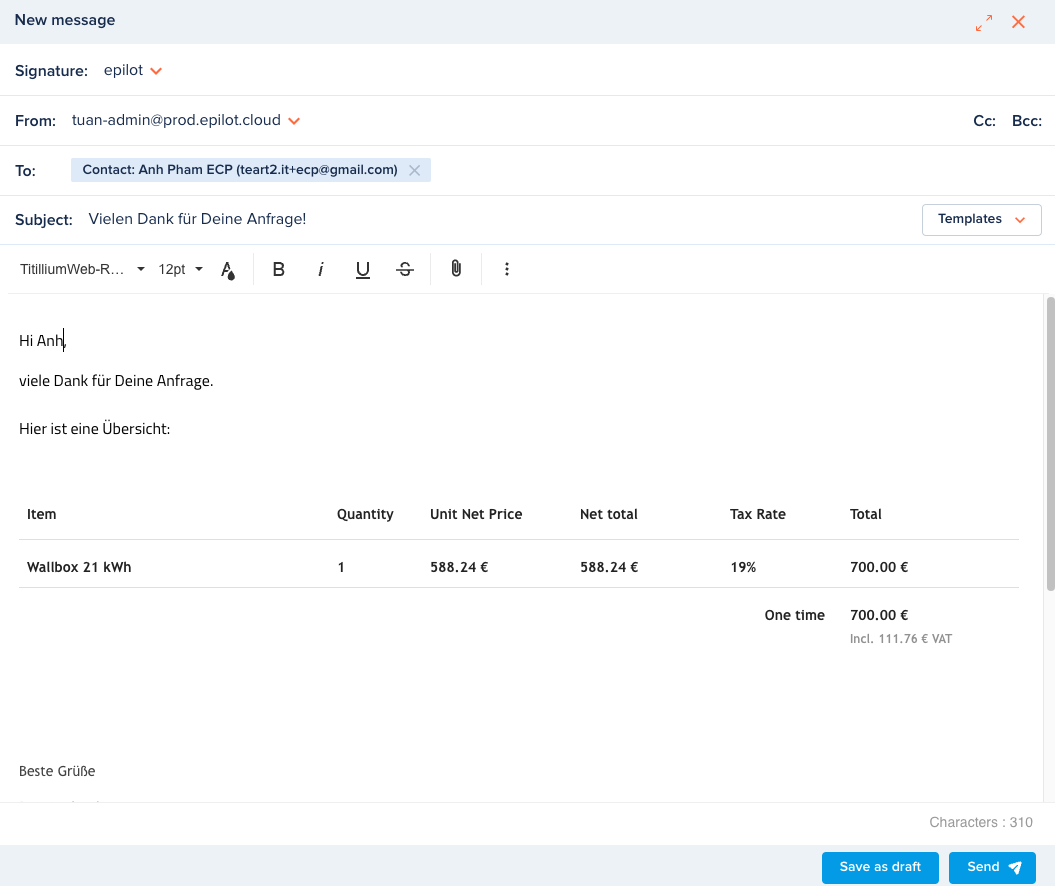 New message
Signature: epilot
From: tuan-admin@prod.epilot.cloud Cc: Bcc:
To: Contact: Anh Pham ECP (teart2.it+ecp@gmail.com)
Subject: Vielen Dank für Deine Anfrage! Templates
TitilliumWeb-R... 12pt A B i U S
Hi Anh,
viele Dank für Deine Anfrage.
Hier ist eine Übersicht:
Item Quantity Unit Net Price Net total Tax Rate Total
Wallbox 21 kWh 1 588.24 € 588.24 € 19% 700.00 €
One time 700.00 €
Incl. 111.76 € VAT
Beste Grüße
Characters : 310
Save as draft Send